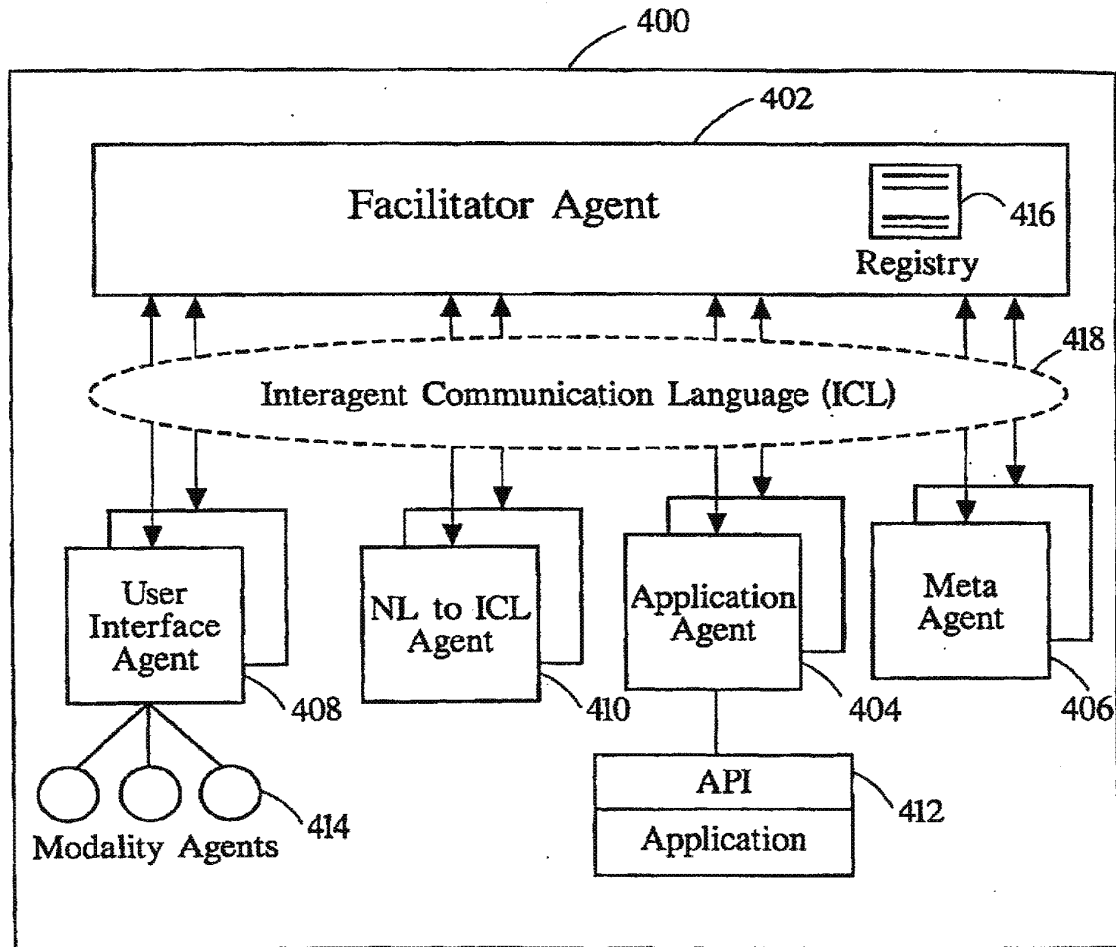 400
402
Facilitator Agent
416
Registry
418
Interagent Communication Language (ICL)
User
Interface
Agent
408
NL to ICL
Agent
410
Application
Agent
404
Meta
Agent
406
414
Modality Agents
API
412
Application